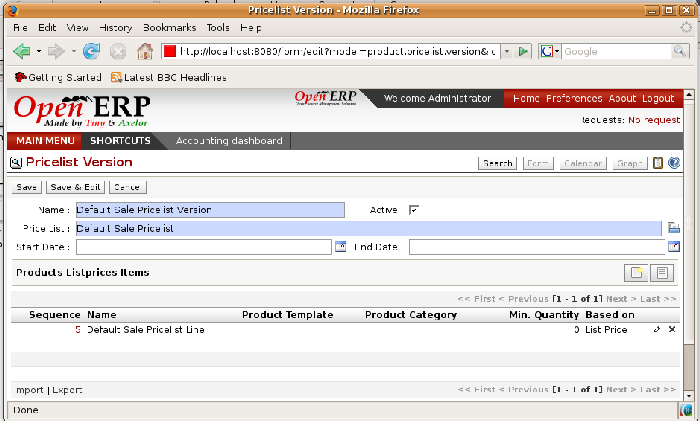 Pricelist Version - Mozilla Firefox
File Edit View History Bookmarks Tools Help
http://localhost:8080/form/edit?model=product.pricelist.version&
Google
Getting Started Latest BBC Headlines
Open ERP
Made by Tiny & Axelor
Open ERP
Welcome Administrator Home Preferences About Logout
Requests: No request
MAIN MENU SHORTCUTS Accounting dashboard
Pricelist Version
Search Form Calendar Graph
Save Save & Edit Cancel
Name : Default Sale Pricelist Version Active
Price List : Default Sale Pricelist
Start Date : End Date
Products Listprices Items
<< First < Previous [1 - 1 of 1] Next > Last >>
Sequence Name Product Template Product Category Min. Quantity Based on
5 Default Sale Pricelist Line 0 List Price
Import | Export << First < Previous [1 - 1 of 1] Next > Last >>
Done